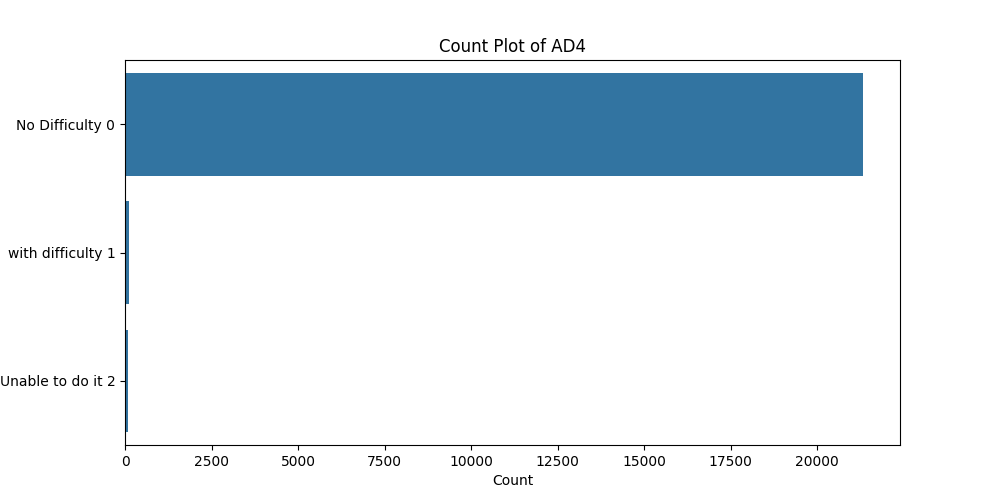 Count Plot of AD4
No Difficulty 0
with difficulty 1
Unable to do it 2
0 2500 5000 7500 10000 12500 15000 17500 20000
Count